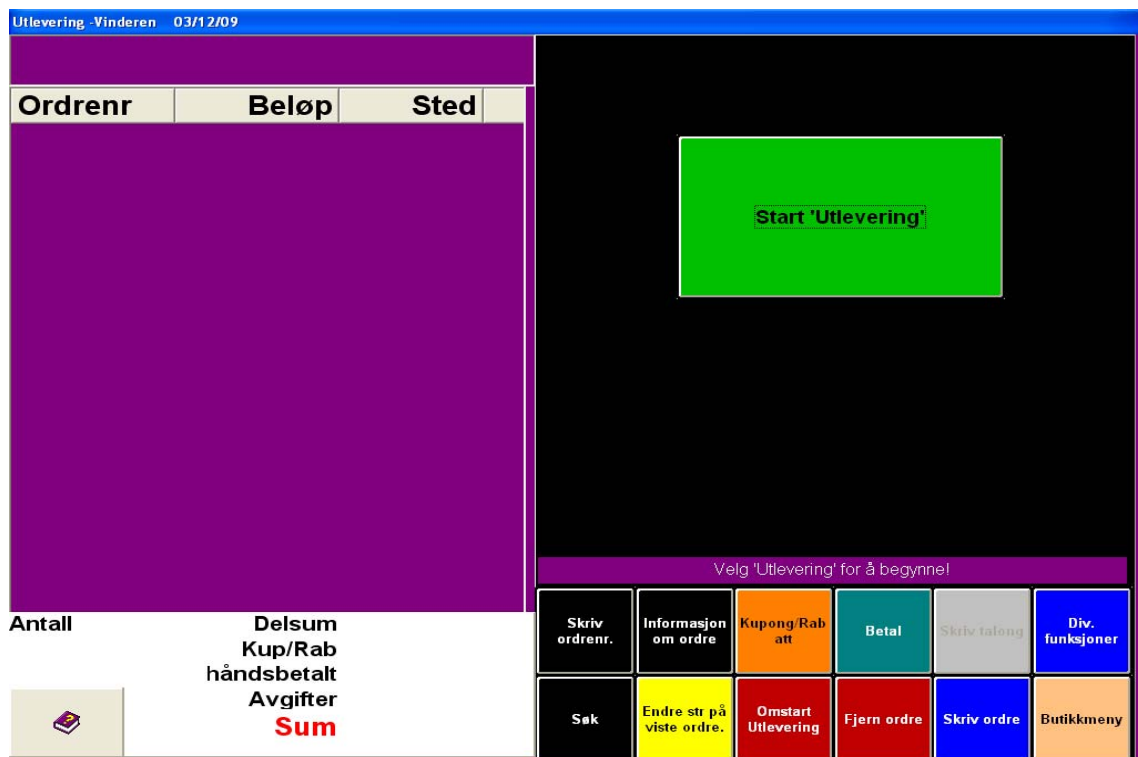 Utlevering -Vinderen 03/12/09
Ordrenr Beløp Sted
Start 'Utlevering'
Velg 'Utlevering' for å begynne!
Antall Delsum
Kup/Rab
håndsbetalt
Avgifter
Sum
Skriv
ordrenr.
Informasjon
om ordre
Kupong/Rab
att
Betal
Skriv talong
Div.
funksjoner
Søk
Endre str på
viste ordre.
Omstart
Utlevering
Fjern ordre
Skriv ordre
Butikkmeny